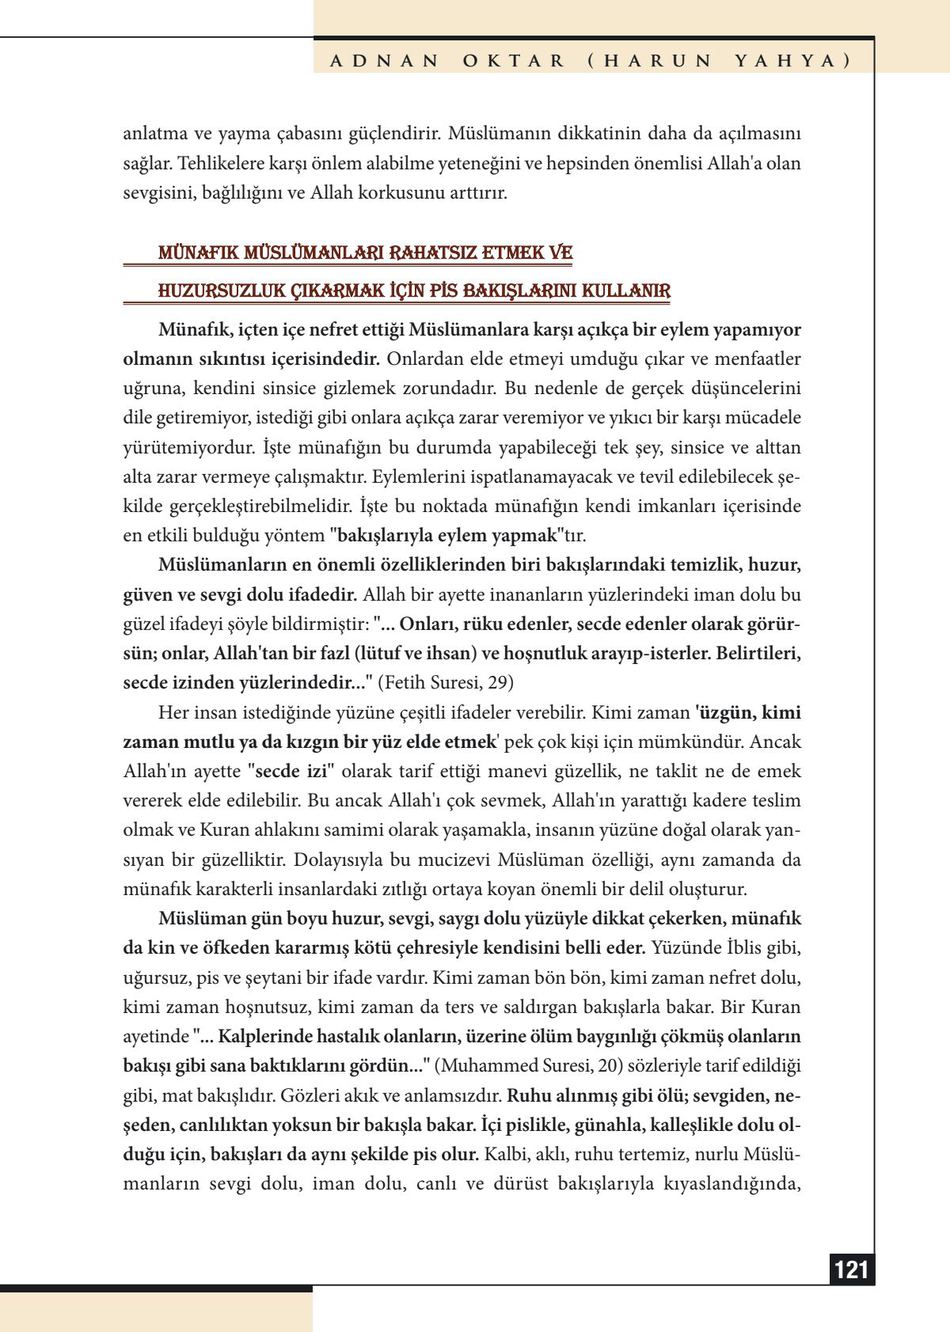 ADNAN OKTAR (HARUN YAHYA)
anlatma ve yayma çabasını güçlendirir. Müslümanın dikkatinin daha da açılmasını
sağlar. Tehlikelere karşı önlem alabilme yeteneğini ve hepsinden önemlisi Allah'a olan
sevgisini, bağlılığını ve Allah korkusunu arttırır.
MÜNAFIK MÜSLÜMANLARI RAHATSIZ ETMEK VE
HUZURSUZLUK ÇIKARMAK İÇİN PİS BAKIŞLARINI KULLANIR
Münafık, içten içe nefret ettiği Müslümanlara karşı açıkça bir eylem yapamıyor
olmanın sıkıntısı içerisindedir. Onlardan elde etmeyi umduğu çıkar ve menfaatler
uğruna, kendini sinsice gizlemek zorundadır. Bu nedenle de gerçek düşüncelerini
dile getiremiyor, istediği gibi onlara açıkça zarar veremiyor ve yıkıcı bir karşı mücadele
yürütemiyordur. İşte münafığın bu durumda yapabileceği tek şey, sinsice ve alttan
alta zarar vermeye çalışmaktır. Eylemlerini ispatlanamayacak ve tevil edilebilecek şe-
kilde gerçekleştirebilmelidir. İşte bu noktada münafığın kendi imkanları içerisinde
en etkili bulduğu yöntem "bakışlarıyla eylem yapmak"tır.
Müslümanların en önemli özelliklerinden biri bakışlarındaki temizlik, huzur,
güven ve sevgi dolu ifadedir. Allah bir ayette inananların yüzlerindeki iman dolu bu
güzel ifadeyi şöyle bildirmiştir: "... Onları, rüku edenler, secde edenler olarak görür-
sün; onlar, Allah'tan bir fazl (lütuf ve ihsan) ve hoşnutluk arayıp-isterler. Belirtileri,
secde izinden yüzlerindedir..." (Fetih Suresi, 29)
Her insan istediğinde yüzüne çeşitli ifadeler verebilir. Kimi zaman 'üzgün, kimi
zaman mutlu ya da kızgın bir yüz elde etmek' pek çok kişi için mümkündür. Ancak
Allah'ın ayette "secde izi" olarak tarif ettiği manevi güzellik, ne taklit ne de emek
vererek elde edilebilir. Bu ancak Allah'ı çok sevmek, Allah'ın yarattığı kadere teslim
olmak ve Kuran ahlakını samimi olarak yaşamakla, insanın yüzüne doğal olarak yan-
sıyan bir güzelliktir. Dolayısıyla bu mucizevi Müslüman özelliği, aynı zamanda da
münafık karakterli insanlardaki zıtlığı ortaya koyan önemli bir delil oluşturur.
Müslüman gün boyu huzur, sevgi, saygı dolu yüzüyle dikkat çekerken, münafık
da kin ve öfkeden kararmış kötü çehresiyle kendisini belli eder. Yüzünde İblis gibi,
uğursuz, pis ve şeytani bir ifade vardır. Kimi zaman bön bön, kimi zaman nefret dolu,
kimi zaman hoşnutsuz, kimi zaman da ters ve saldırgan bakışlarla bakar. Bir Kuran
ayetinde "... Kalplerinde hastalık olanların, üzerine ölüm baygınlığı çökmüş olanların
bakışı gibi sana baktıklarını gördün..." (Muhammed Suresi, 20) sözleriyle tarif edildiği
gibi, mat bakışlıdır. Gözleri akık ve anlamsızdır. Ruhu alınmış gibi ölü; sevgiden, ne-
şeden, canlılıktan yoksun bir bakışla bakar. İçi pislikle, günahla, kalleşlikle dolu ol-
duğu için, bakışları da aynı şekilde pis olur. Kalbi, aklı, ruhu tertemiz, nurlu Müslü-
manların sevgi dolu, iman dolu, canlı ve dürüst bakışlarıyla kıyaslandığında,
121